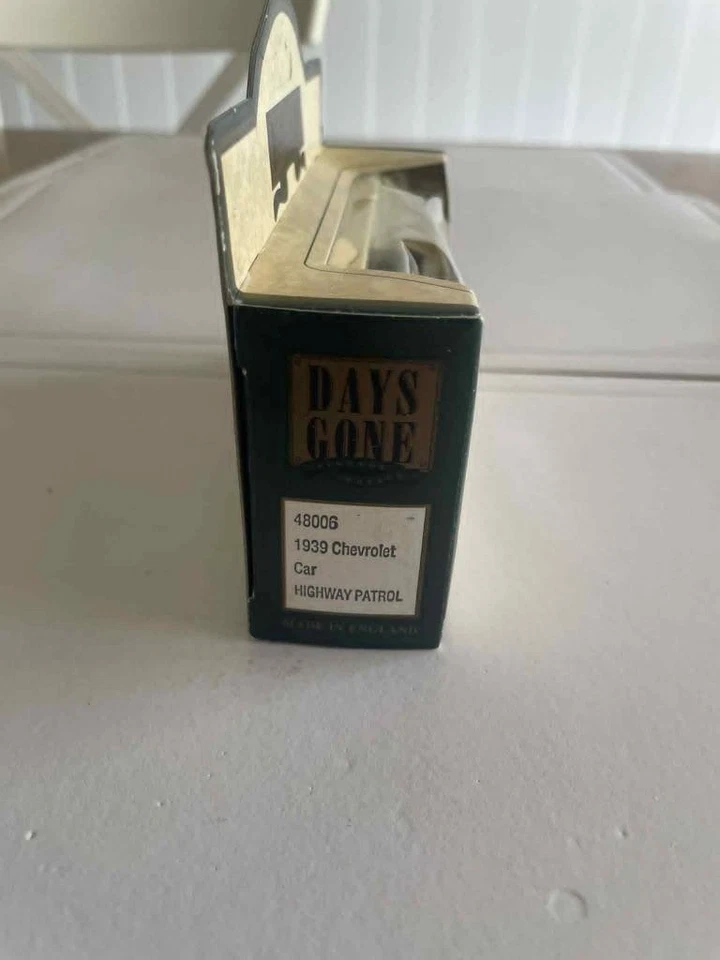 DAYS
GONE
48006
1939 Chevrolet
Car
HIGHWAY PATROL
MADE IN ENGLAND